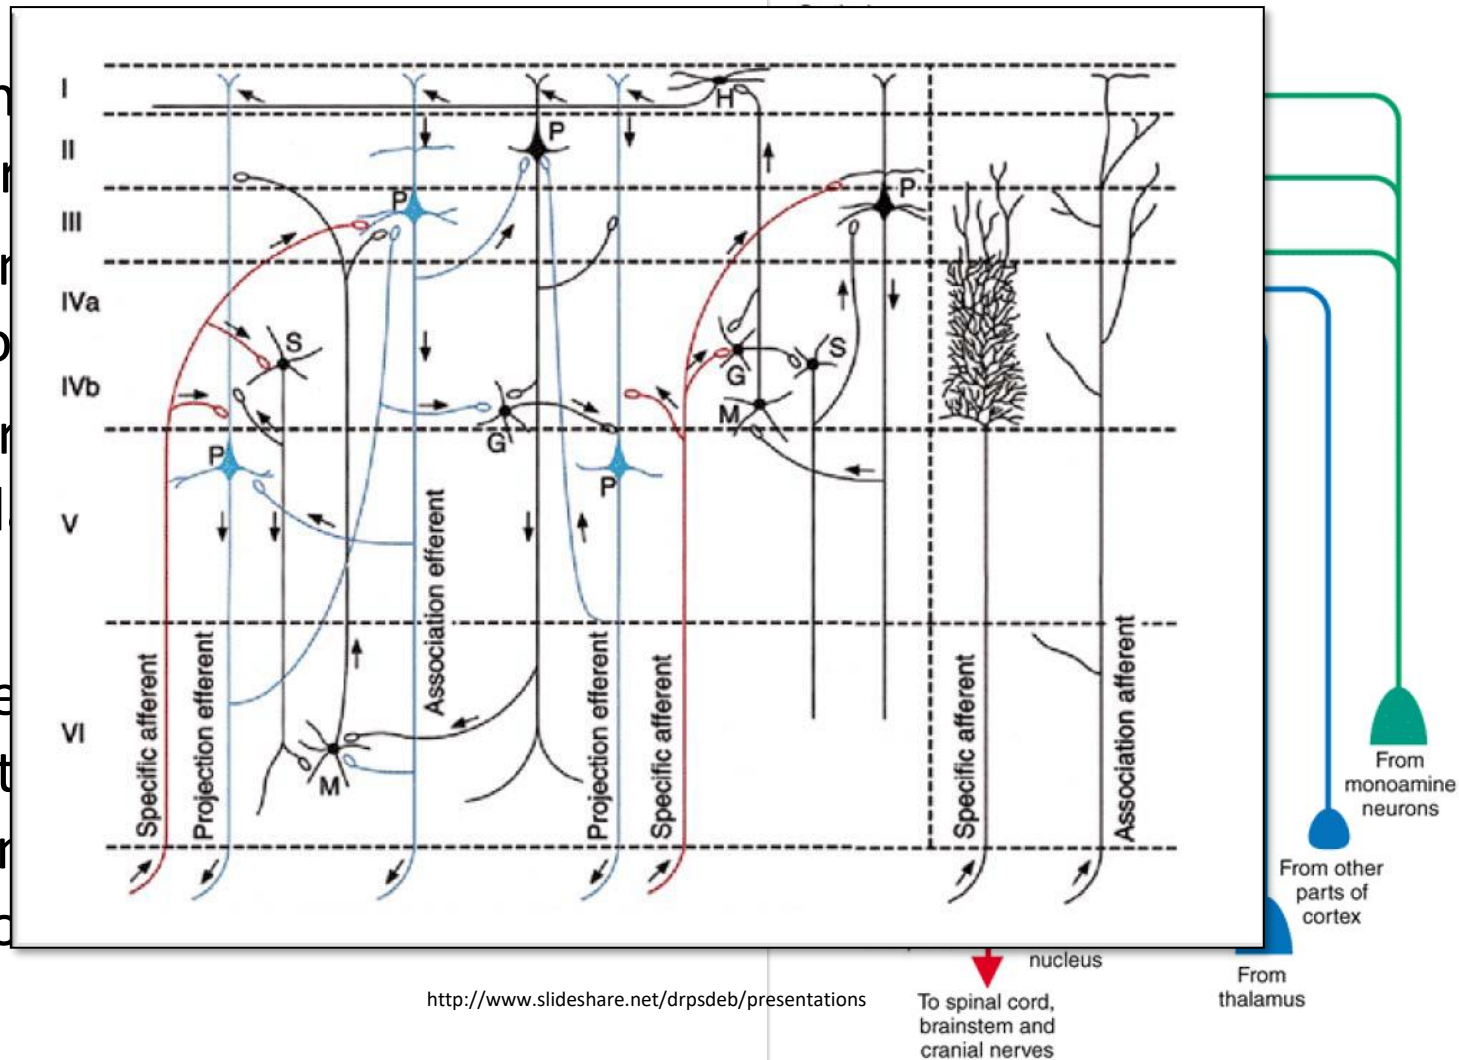 I
II
III
IVa
IVb
V
VI
H
P
P
P
S
S
G
M
G
P
P
M
Specific afferent
Projection efferent
Association efferent
Projection efferent
Specific afferent
Specific afferent
Association afferent
From
monoamine
neurons
From other
parts of
cortex
From
thalamus
nucleus
To spinal cord,
brainstem and
cranial nerves
http://www.slideshare.net/drpsdeb/presentations